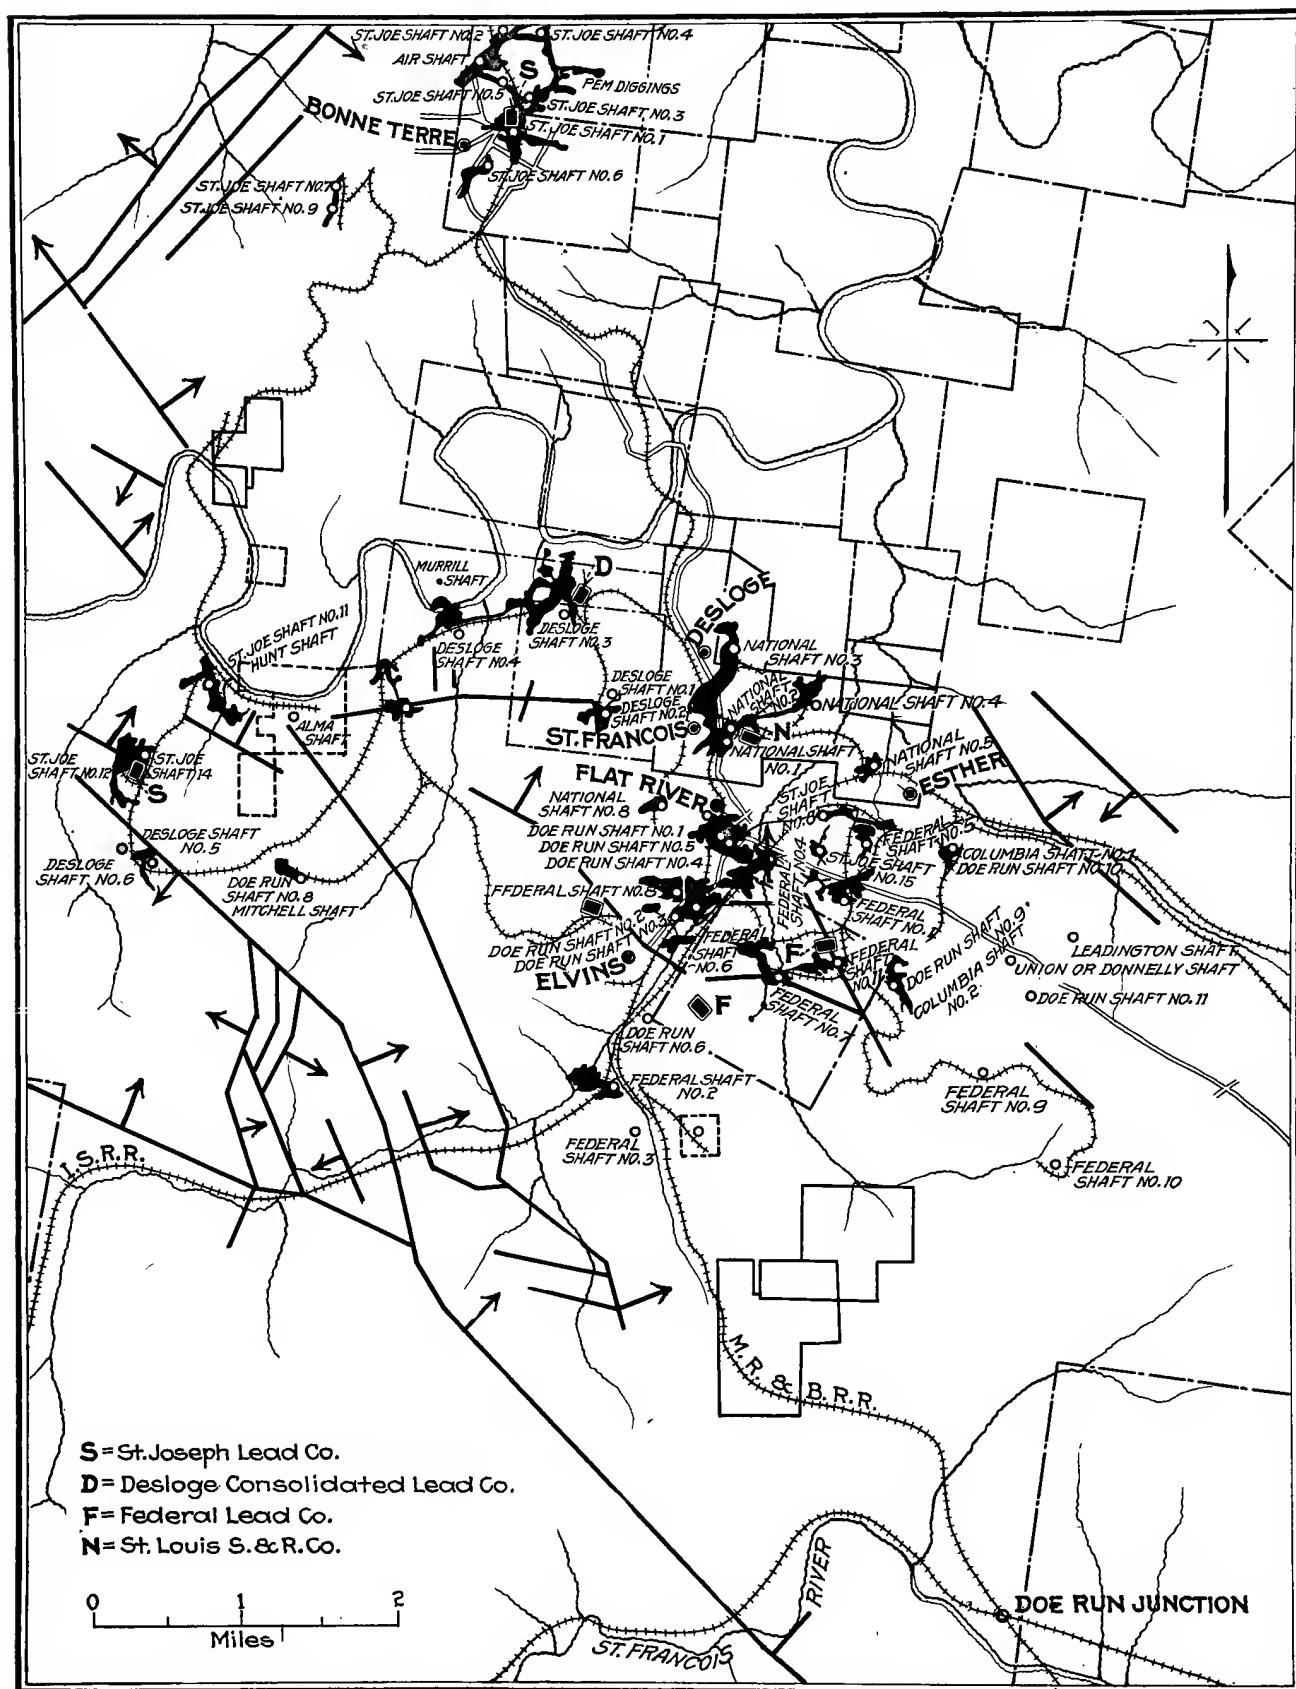 ST. JOE SHAFT NO. 2
ST. JOE SHAFT NO. 4
AIR SHAFT
S
PEM DIGGINGS
ST. JOE SHAFT NO. 5
ST. JOE SHAFT NO. 3
BONNE TERRE
ST. JOE SHAFT NO. 1
ST. JOE SHAFT NO. 6
ST. JOE SHAFT NO. 7
ST. JOE SHAFT NO. 9
MURRILL
SHAFT
D
DESLOGE
SHAFT NO. 3
DESLOGE
SHAFT NO. 4
DESLOGE
ST. JOE SHAFT NO. 11
HUNT SHAFT
NATIONAL
SHAFT NO. 3
DESLOGE
SHAFT NO. 1
DESLOGE
SHAFT NO. 2
NATIONAL
SHAFT
NO. 2
NATIONAL SHAFT NO. 4
ALMA
SHAFT
ST. FRANCOIS
N
NATIONAL SHAFT
NO. 1
NATIONAL
SHAFT NO. 5
ESTHER
ST. JOE
SHAFT NO. 12
ST. JOE
SHAFT 14
S
FLAT RIVER
NATIONAL
SHAFT NO. 8
ST. JOE
SHAFT
NO. 8
DOE RUN SHAFT NO. 1
DOE RUN SHAFT NO. 5
DOE RUN SHAFT NO. 4
FEDERAL
SHAFT NO. 5
COLUMBIA SHAFT NO. 1
DOE RUN SHAFT NO. 10
DESLOGE SHAFT
NO. 5
DESLOGE
SHAFT NO. 6
DOE RUN
SHAFT NO. 8
MITCHELL SHAFT
ST. JOE SHAFT
NO. 15
FEDERAL
SHAFT NO. 4
FEDERAL SHAFT NO. 8
FEDERAL
SHAFT NO. 1
DOE RUN SHAFT NO. 2
DOE RUN SHAFT NO. 3
ELVINS
FEDERAL
SHAFT
NO. 6
F
FEDERAL
SHAFT
NO. 11
DOE RUN SHAFT NO. 9
COLUMBIA SHAFT
NO. 2
LEADINGTON SHAFT
UNION OR DONNELLY SHAFT
DOE RUN SHAFT NO. 11
F
FEDERAL
SHAFT NO. 7
DOE RUN
SHAFT NO. 6
FEDERAL SHAFT
NO. 2
FEDERAL
SHAFT NO. 9
FEDERAL
SHAFT NO. 3
FEDERAL
SHAFT NO. 10
I. S. R.R.
M. R. & B. R.R.
S = St. Joseph Lead Co.
D = Desloge Consolidated Lead Co.
F = Federal Lead Co.
N = St. Louis S. & R. Co.
0 1 2
Miles
DOE RUN JUNCTION
ST. FRANCOIS RIVER